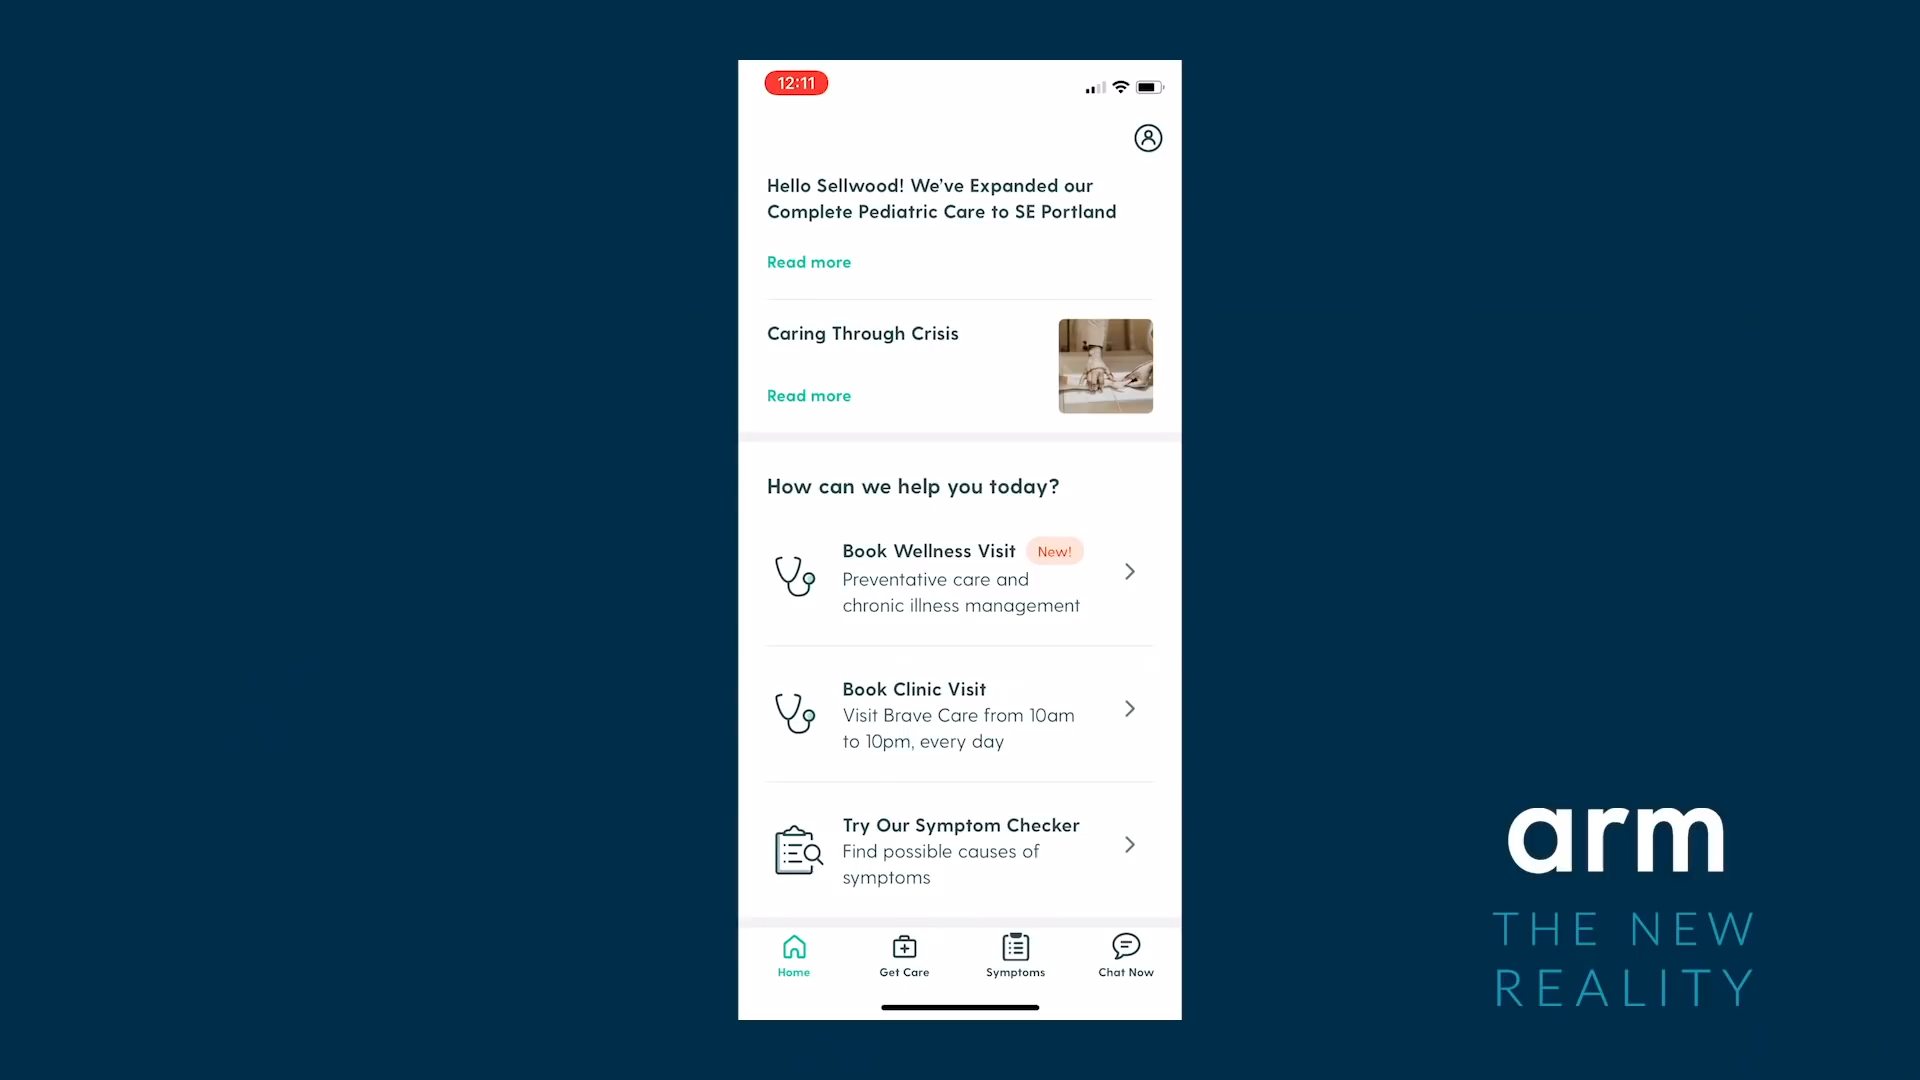 12:11
Hello Sellwood! We’ve Expanded our
Complete Pediatric Care to SE Portland
Read more
Caring Through Crisis
Read more
How can we help you today?
Book Wellness Visit New!
Preventative care and
chronic illness management
Book Clinic Visit
Visit Brave Care from 10am
to 10pm, every day
Try Our Symptom Checker
Find possible causes of
symptoms
Home
Get Care
Symptoms
Chat Now
arm
THE NEW
REALITY